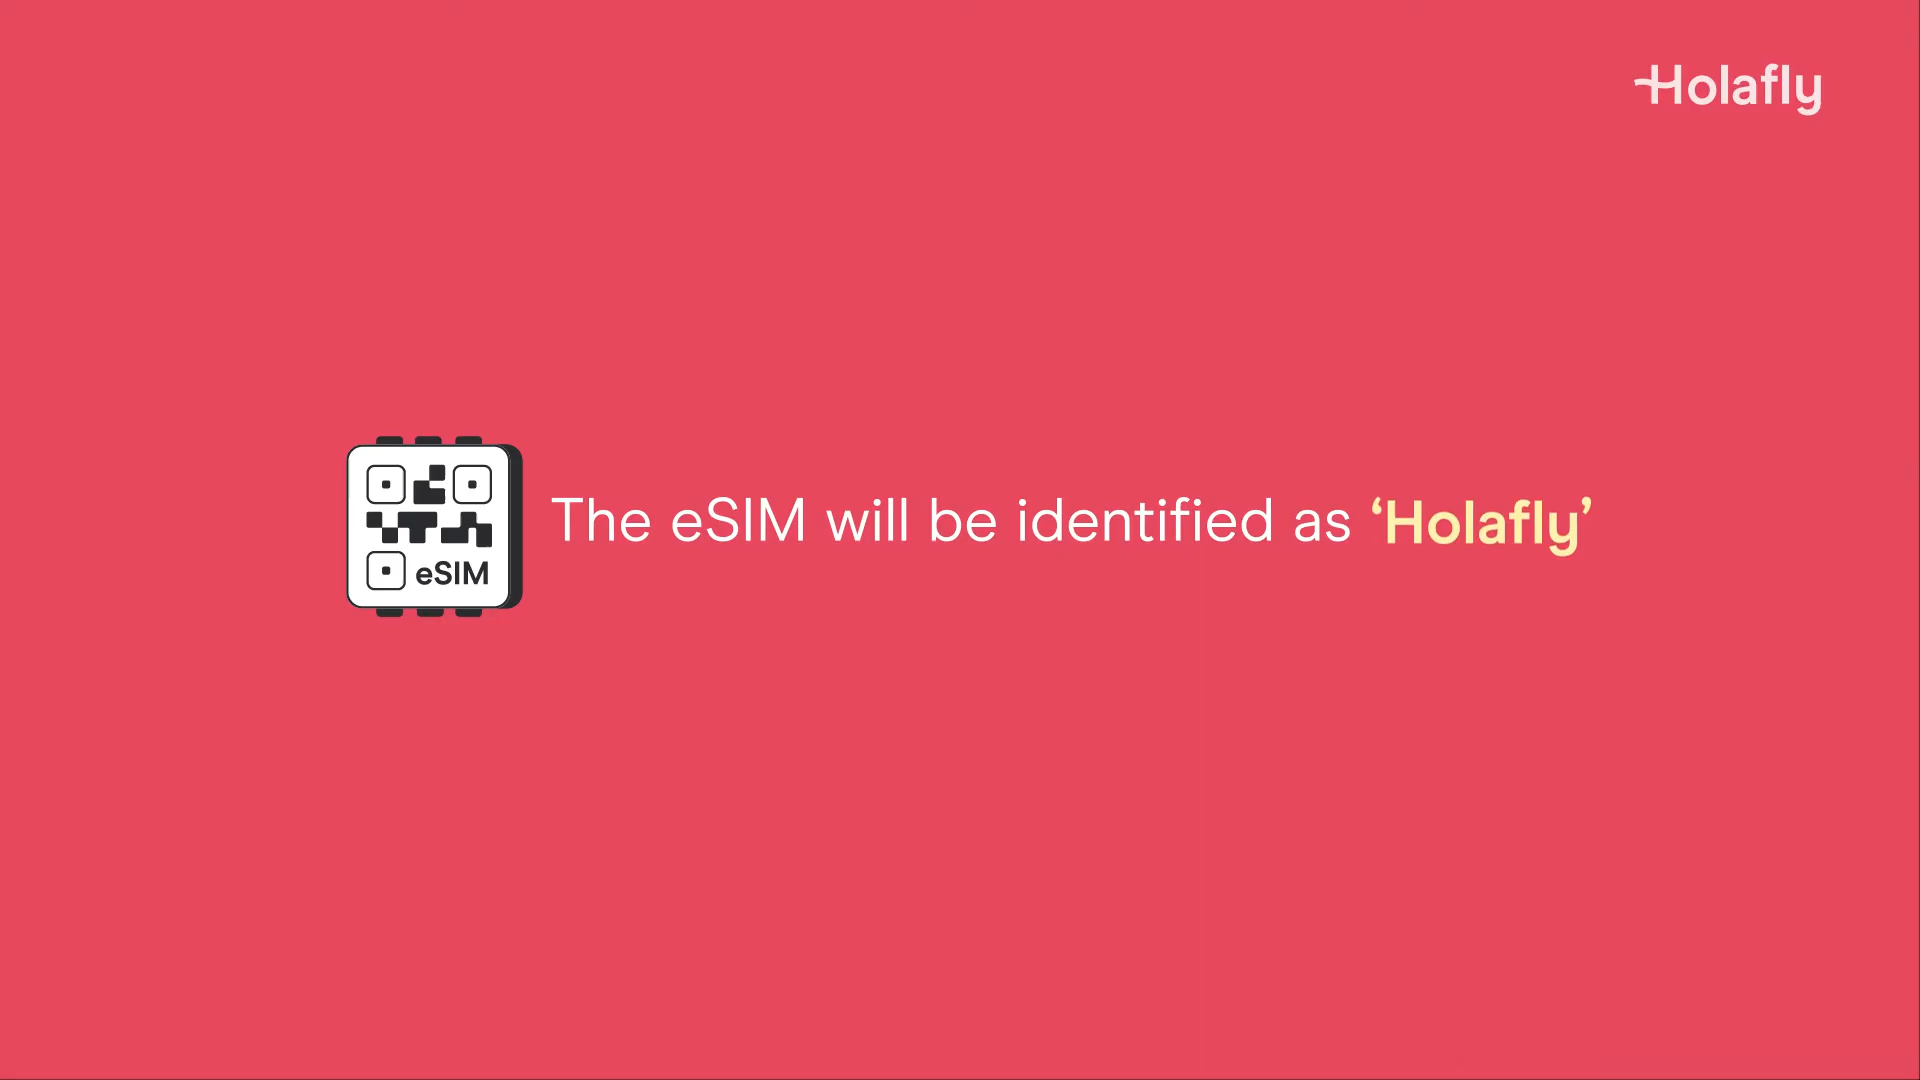 Holafly
The eSIM will be identified as ‘Holafly’
eSIM